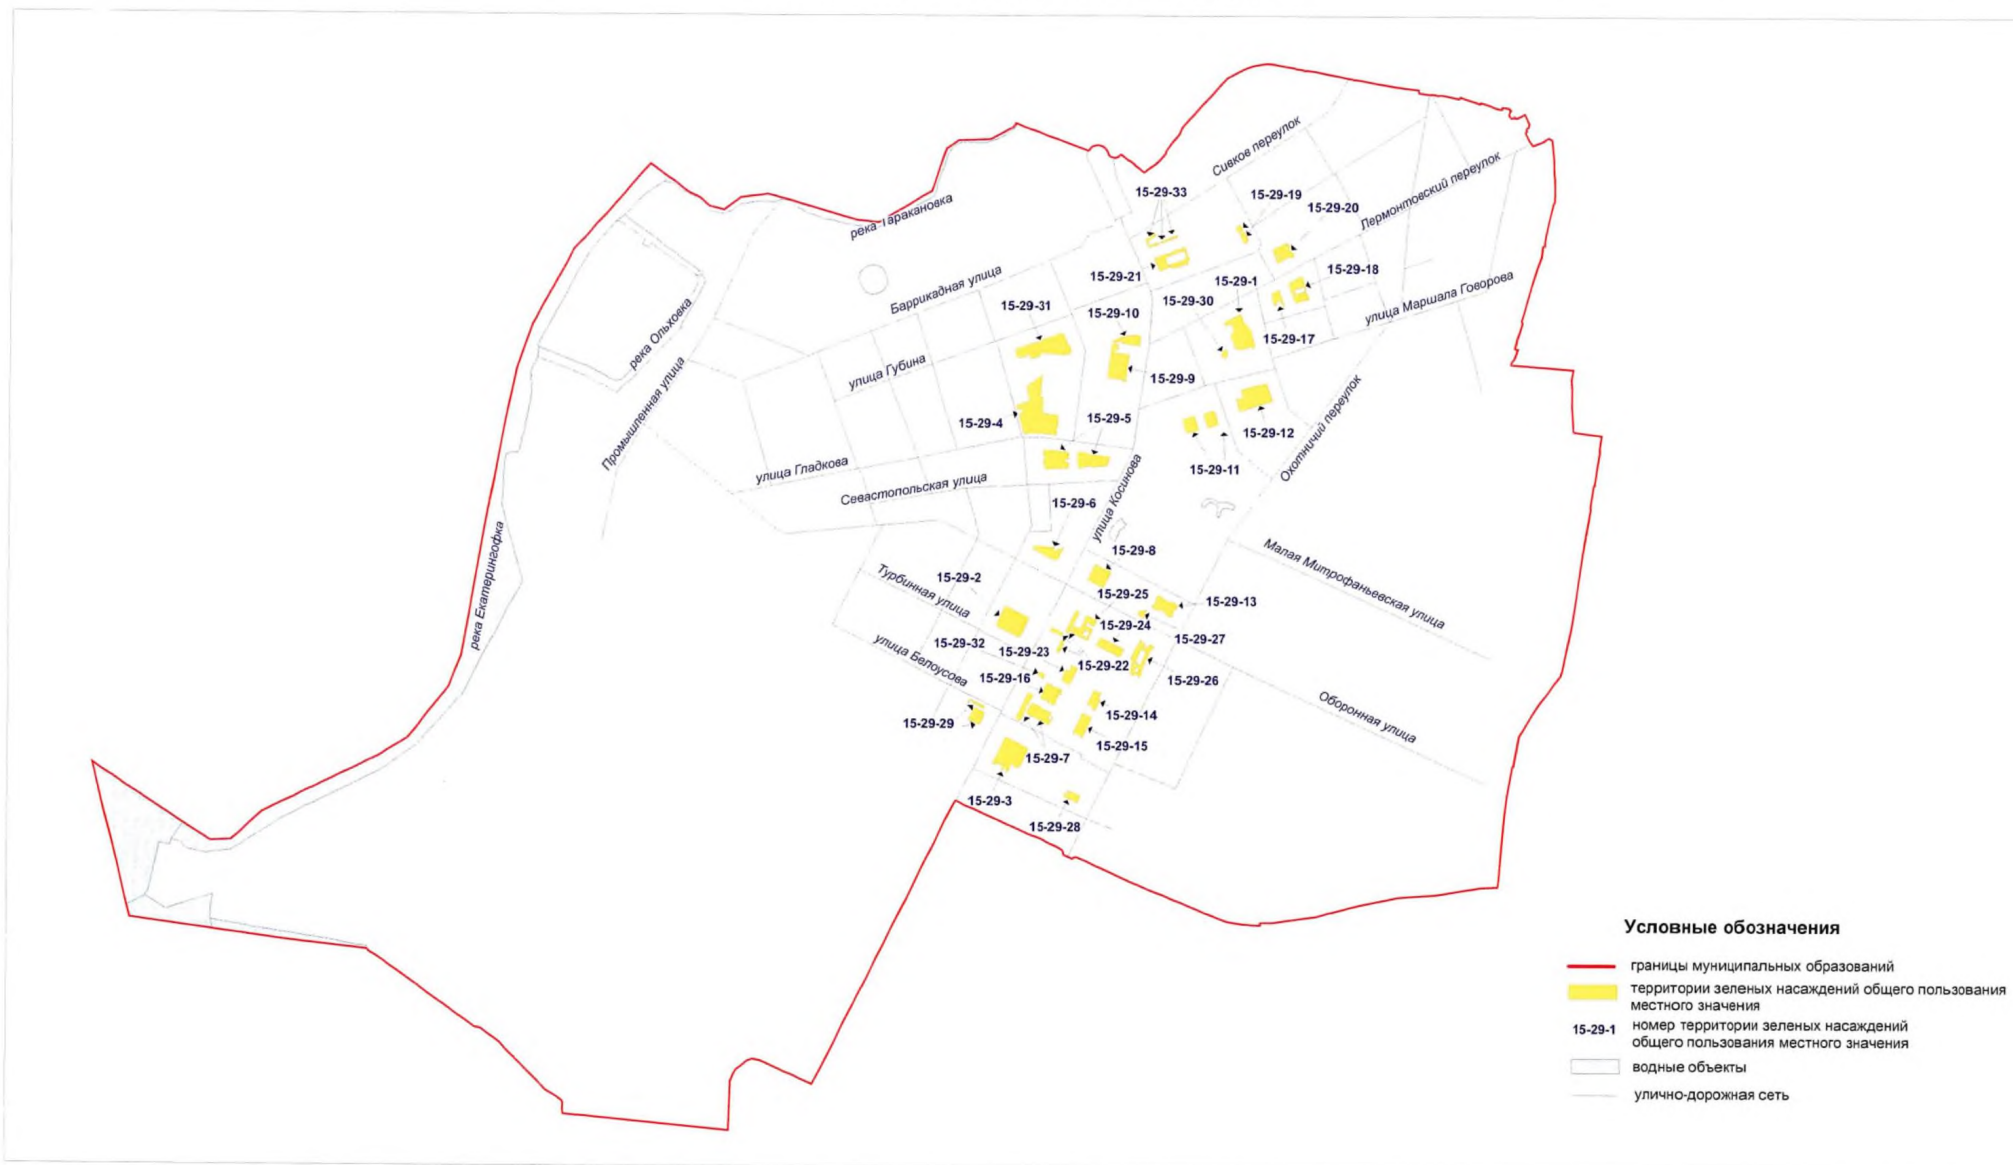 Сивков переулок
15-29-33
15-29-19
15-29-20
Лермонтовский переулок
река Таракановка
15-29-21
15-29-18
Баррикадная улица
15-29-1
15-29-30
15-29-31
15-29-10
улица Маршала Говорова
река Ольховка
15-29-17
улица Губина
15-29-9
Промышленная улица
15-29-4
15-29-5
15-29-12
Охотничий переулок
15-29-11
улица Гладкова
Севастопольская улица
улица Косинова
15-29-6
река Екатерингофка
15-29-8
Малая Митрофаньевская улица
15-29-2
Турбинная улица
15-29-25
15-29-13
15-29-24
15-29-27
15-29-32
15-29-23
15-29-22
улица Белоусова
15-29-16
15-29-26
15-29-14
Оборонная улица
15-29-29
15-29-15
15-29-7
15-29-3
15-29-28
Условные обозначения
границы муниципальных образований
территории зеленых насаждений общего пользования
местного значения
15-29-1 номер территории зеленых насаждений
общего пользования местного значения
водные объекты
улично-дорожная сеть